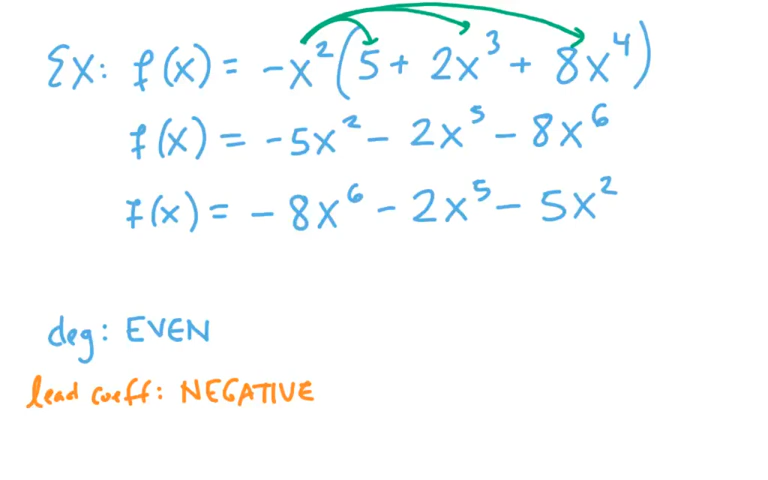 Ex: f(x) = -x²(5 + 2x³ + 8x⁴)
f(x) = -5x² - 2x⁵ - 8x⁶
f(x) = -8x⁶ - 2x⁵ - 5x²
deg: EVEN
lead coeff: NEGATIVE